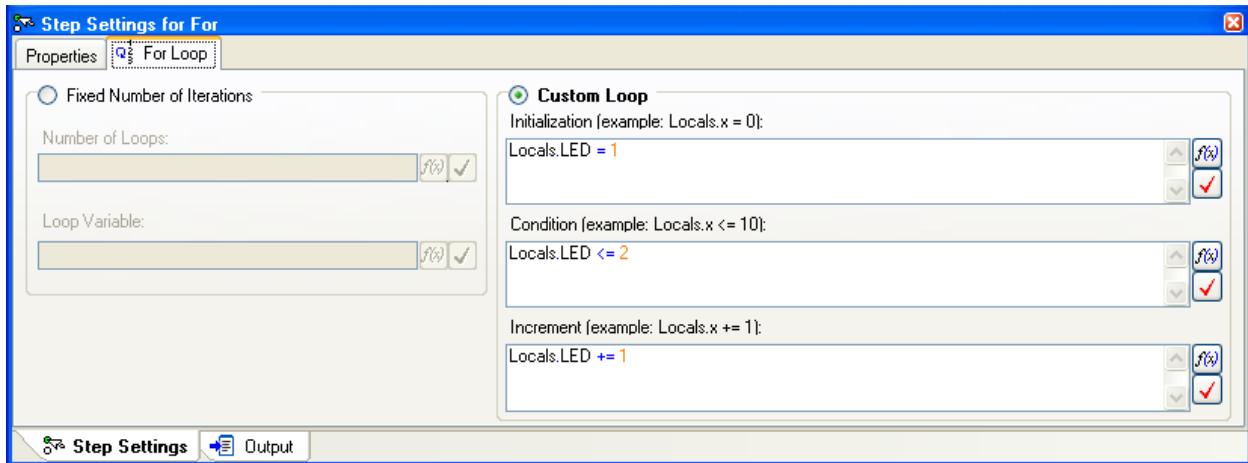 Step Settings for For
Properties
For Loop
Fixed Number of Iterations
Number of Loops:
f(x)
Loop Variable:
f(x)
Custom Loop
Initialization (example: Locals.x = 0):
Locals.LED = 1
f(x)
Condition (example: Locals.x <= 10):
Locals.LED <= 2
f(x)
Increment (example: Locals.x += 1):
Locals.LED += 1
f(x)
Step Settings
Output